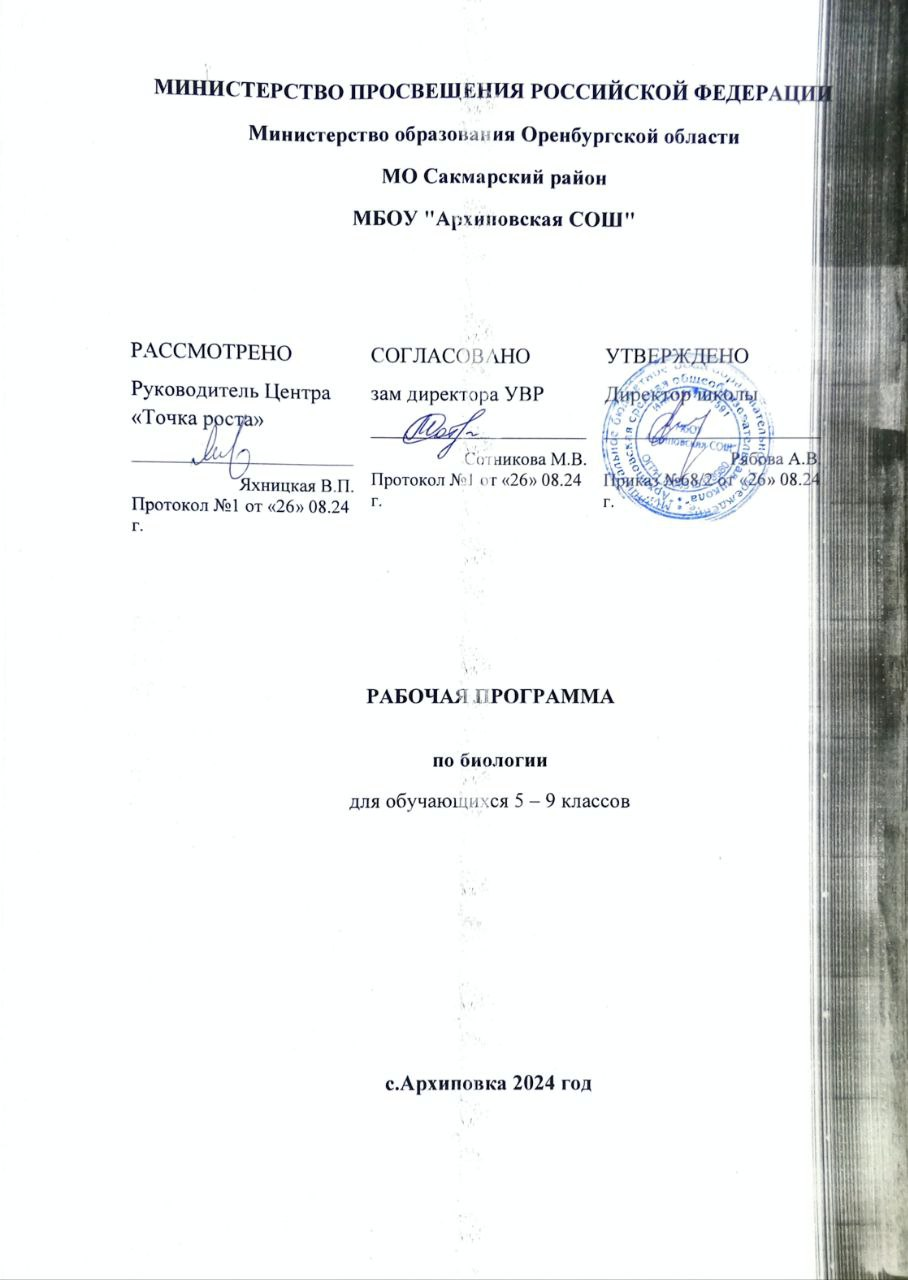 МИНИСТЕРСТВО ПРОСВЕЩЕНИЯ РОССИЙСКОЙ ФЕДЕРАЦИИ
Министерство образования Оренбургской области
МО Сакмарский район
МБОУ "Архиповская СОШ"
РАССМОТРЕНО
Руководитель Центра
«Точка роста»
Яхницкая В.П.
Протокол №1 от «26» 08.24
г.
СОГЛАСОВАНО
зам директора УВР
Сотникова М.В.
Протокол №1 от «26» 08.24
г.
УТВЕРЖДЕНО
Директор школы
Рябова А.В.
Приказ №68/2 от «26» 08.24
г.
РАБОЧАЯ ПРОГРАММА
по биологии
для обучающихся 5 – 9 классов
с.Архиповка 2024 год